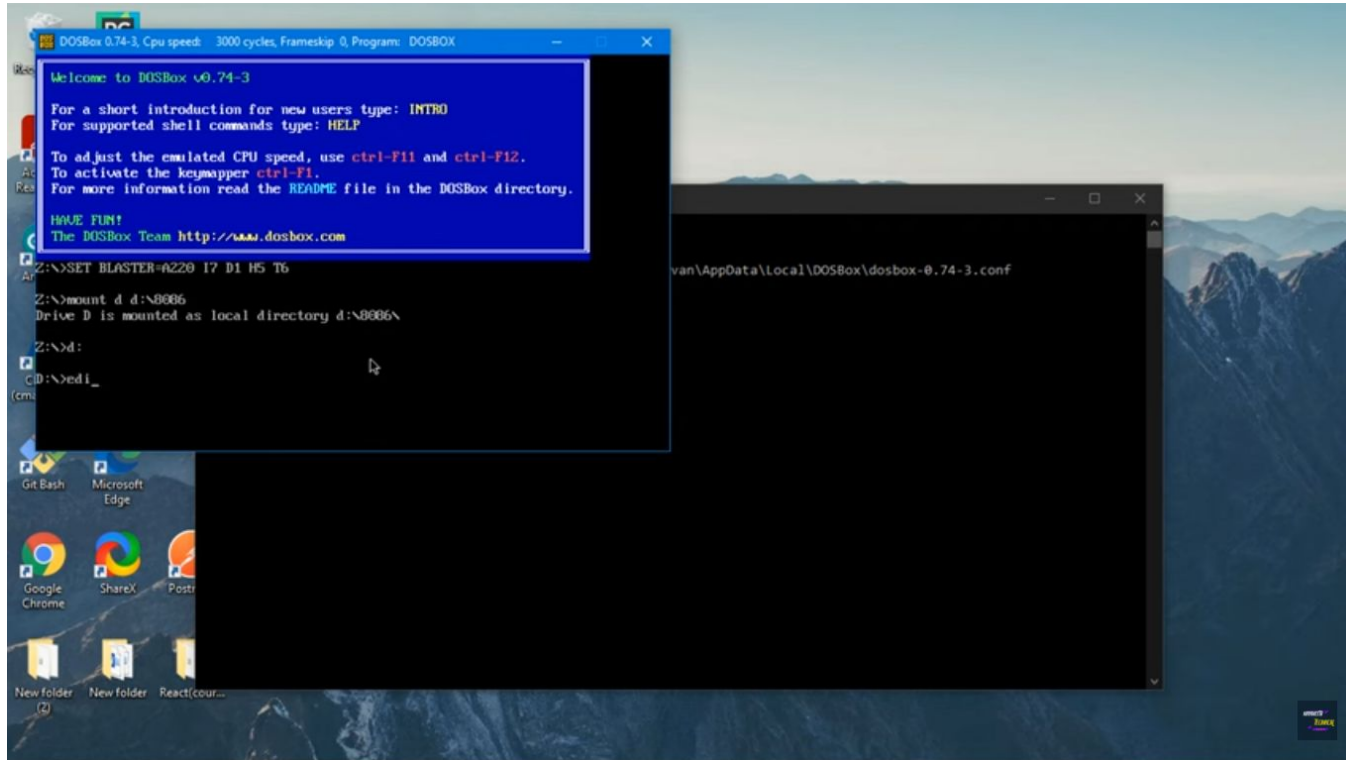 DOSBox 0.74-3, Cpu speed: 3000 cycles, Frameskip 0, Program: DOSBOX
Welcome to DOSBox v0.74-3
For a short introduction for new users type: INTRO
For supported shell commands type: HELP
To adjust the emulated CPU speed, use ctrl-F11 and ctrl-F12.
To activate the keymapper ctrl-F1.
For more information read the README file in the DOSBox directory.
HAVE FUN!
The DOSBox Team http://www.dosbox.com
Z:\>SET BLASTER=A220 I7 D1 H5 T6
van\AppData\Local\DOSBox\dosbox-0.74-3.conf
Z:\>mount d d:\8086
Drive D is mounted as local directory d:\8086\
Z:\>d:
D:\>edi_
(cma
Git Bash
Microsoft
Edge
Google
Chrome
ShareX
Postr
New folder
(2)
New folder
React(cour...